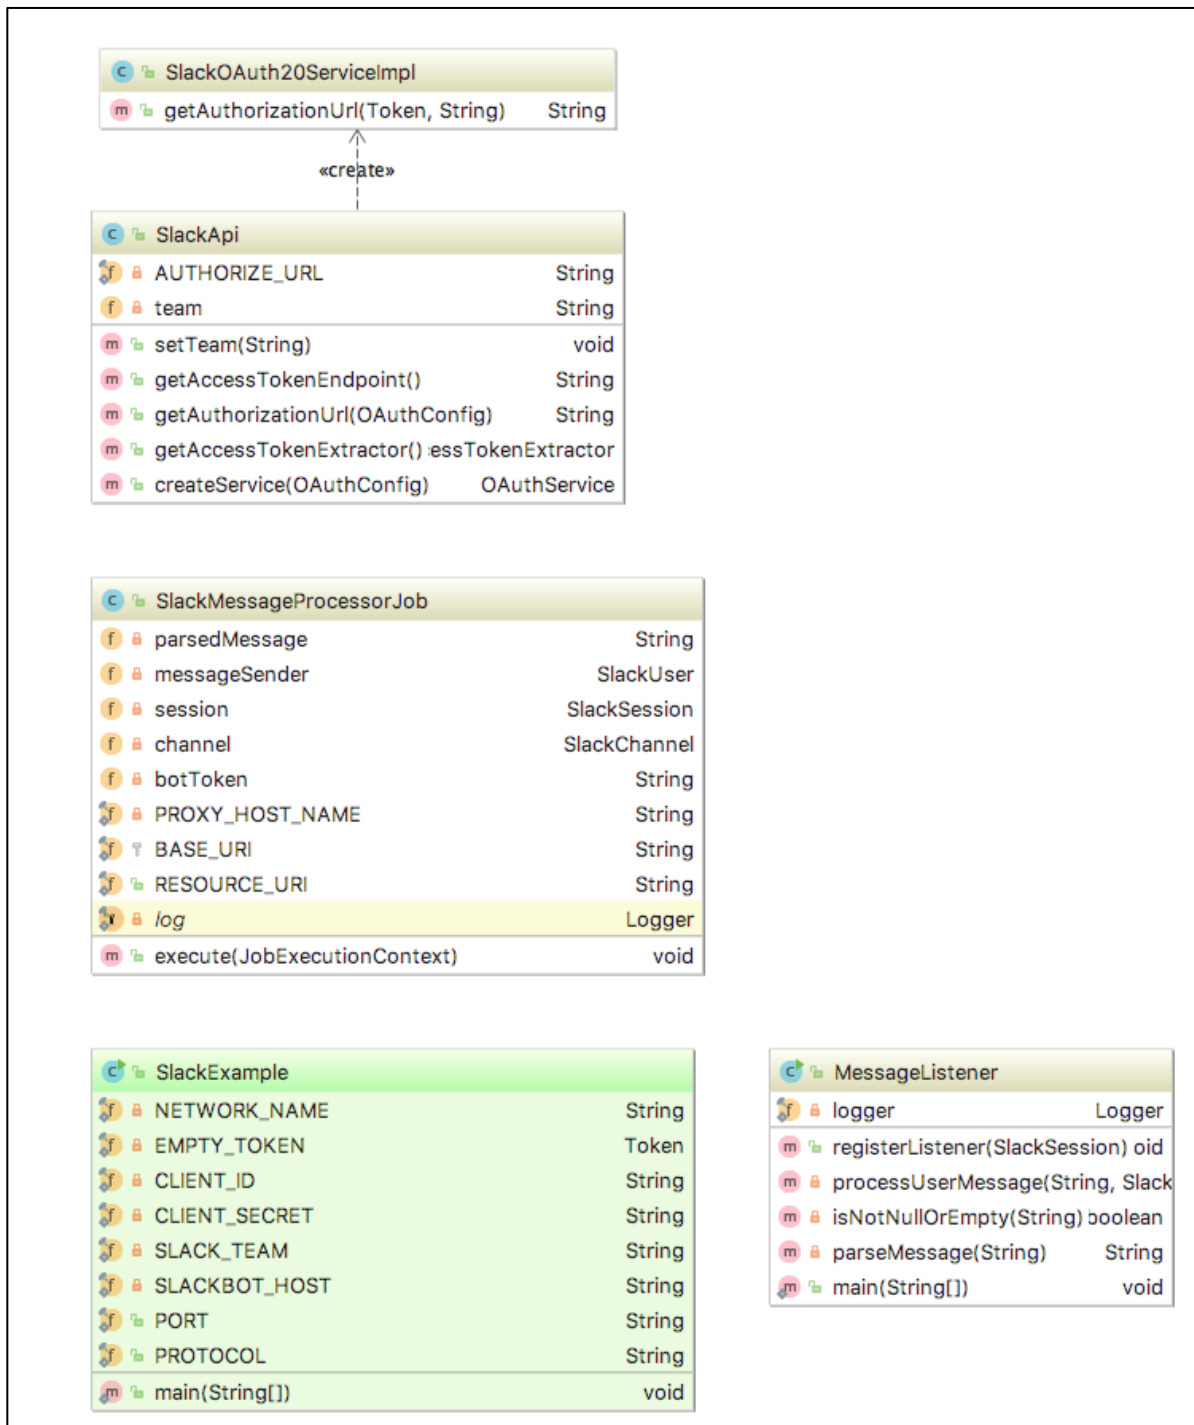 SlackOAuth20ServiceImpl
getAuthorizationUrl(Token, String) String
«create»
SlackApi
AUTHORIZE_URL String
team String
setTeam(String) void
getAccessTokenEndpoint() String
getAuthorizationUrl(OAuthConfig) String
getAccessTokenExtractor() essTokenExtractor
createService(OAuthConfig) OAuthService
SlackMessageProcessorJob
parsedMessage String
messageSender SlackUser
session SlackSession
channel SlackChannel
botToken String
PROXY_HOST_NAME String
BASE_URI String
RESOURCE_URI String
log Logger
execute(JobExecutionContext) void
SlackExample
NETWORK_NAME String
EMPTY_TOKEN Token
CLIENT_ID String
CLIENT_SECRET String
SLACK_TEAM String
SLACKBOT_HOST String
PORT String
PROTOCOL String
main(String[]) void
MessageListener
logger Logger
registerListener(SlackSession) oid
processUserMessage(String, Slack
isNotNullOrEmpty(String) boolean
parseMessage(String) String
main(String[]) void